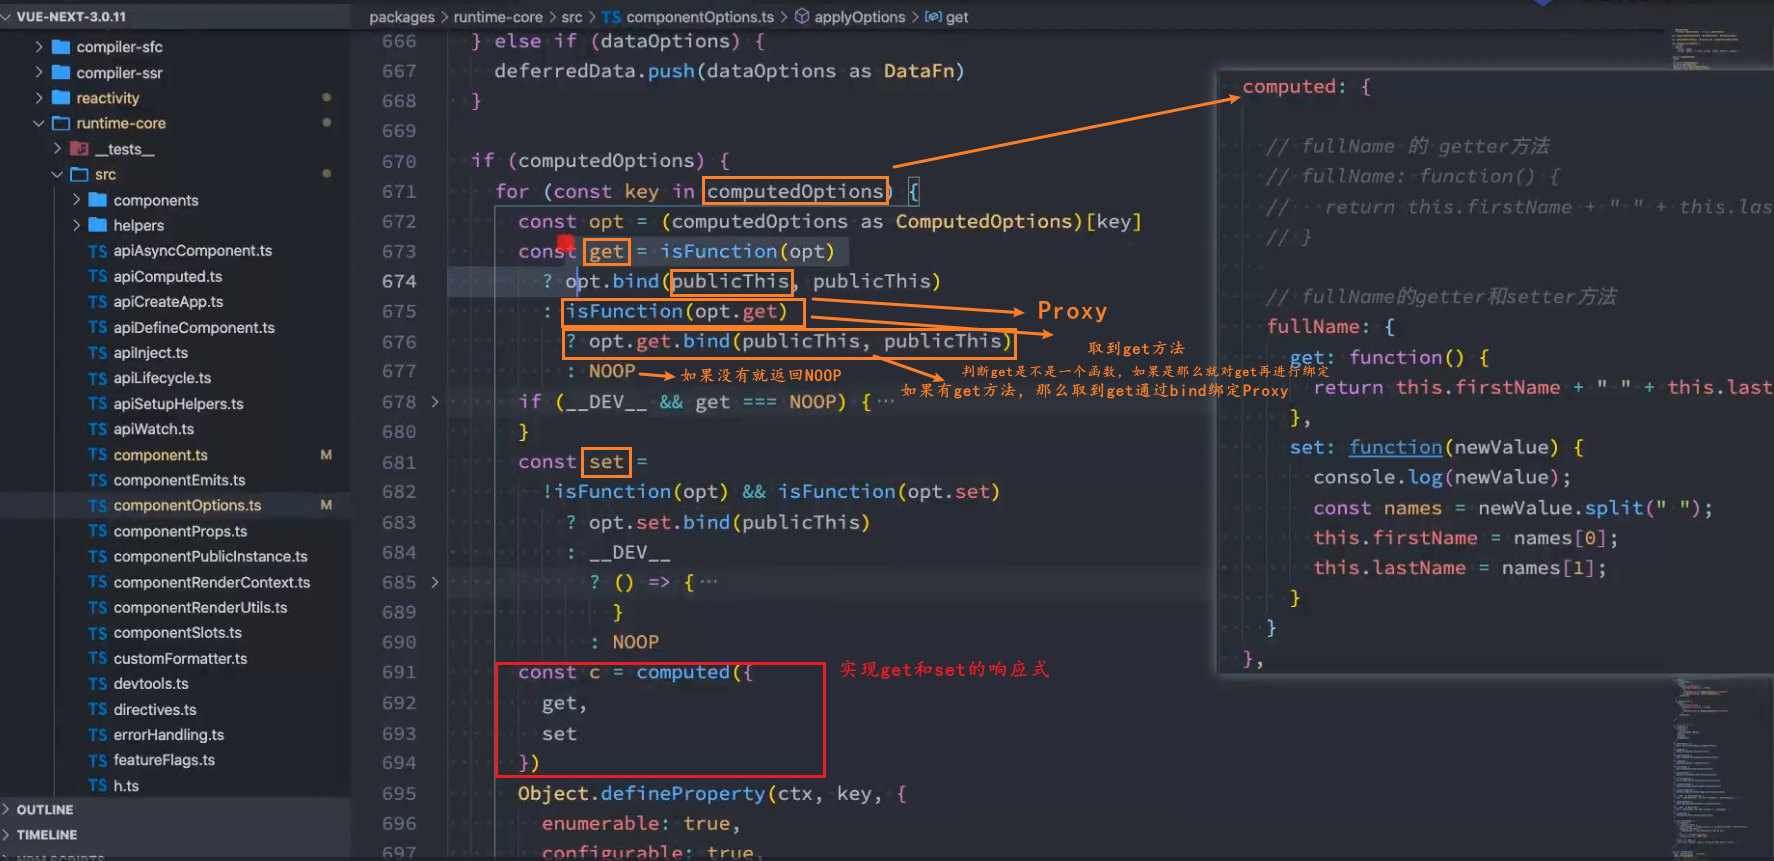 VUE-NEXT-3.0.11
compiler-sfc
compiler-ssr
reactivity
runtime-core
__tests__
src
components
helpers
TS apiAsyncComponent.ts
TS apiComputed.ts
TS apiCreateApp.ts
TS apiDefineComponent.ts
TS apiInject.ts
TS apiLifecycle.ts
TS apiSetupHelpers.ts
TS apiWatch.ts
TS component.ts M
TS componentEmits.ts
TS componentOptions.ts M
TS componentProps.ts
TS componentPublicInstance.ts
TS componentRenderContext.ts
TS componentRenderUtils.ts
TS componentSlots.ts
TS customFormatter.ts
TS devtools.ts
TS directives.ts
TS errorHandling.ts
TS featureFlags.ts
TS h.ts
OUTLINE
TIMELINE
NPM SCRIPTS
packages > runtime-core > src > TS componentOptions.ts > applyOptions > get
666 } else if (dataOptions) {
667 deferredData.push(dataOptions as DataFn)
668 }
669
670 if (computedOptions) {
671 for (const key in computedOptions) {
672 const opt = (computedOptions as ComputedOptions)[key]
673 const get = isFunction(opt)
674 ? opt.bind(publicThis, publicThis)
675 : isFunction(opt.get)
676 ? opt.get.bind(publicThis, publicThis)
677 : NOOP
678 if (__DEV__ && get === NOOP) { ···
680 }
681 const set =
682 !isFunction(opt) && isFunction(opt.set)
683 ? opt.set.bind(publicThis)
684 : __DEV__
685 ? () => { ···
689 }
690 : NOOP
691 const c = computed({
692 get,
693 set
694 })
695 Object.defineProperty(ctx, key, {
696 enumerable: true,
697 configurable: true,
Proxy
取到get方法
判断get是不是一个函数，如果是那么就对get再进行绑定
如果没有就返回NOOP
如果有get方法，那么取到get通过bind绑定Proxy
实现get和set的响应式
computed: {
// fullName 的 getter方法
// fullName: function() {
// return this.firstName + " " + this.las
// }
// fullName的getter和setter方法
fullName: {
get: function() {
return this.firstName + " " + this.last
},
set: function(newValue) {
console.log(newValue);
const names = newValue.split(" ");
this.firstName = names[0];
this.lastName = names[1];
}
}
},